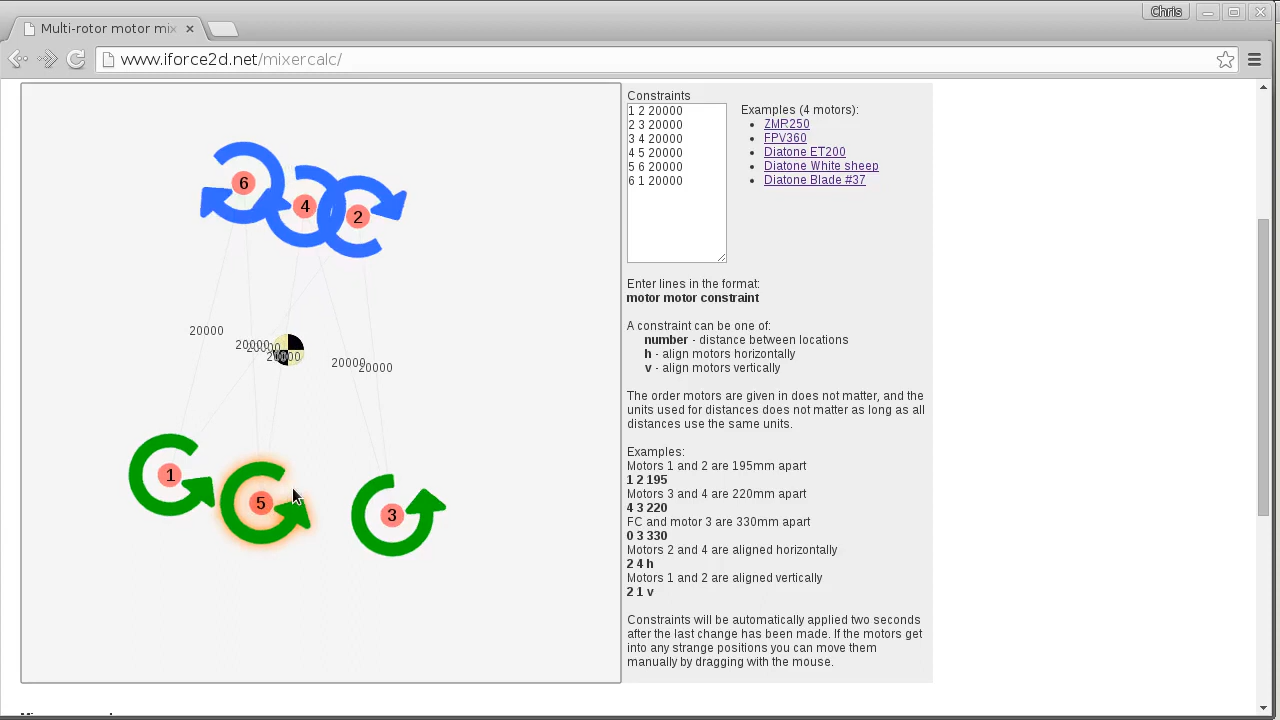 Chris
Multi-rotor motor mix
www.iforce2d.net/mixercalc/
6
4
2
20000
20000
20000
20000
20000
1
5
3
Constraints
1 2 20000
2 3 20000
3 4 20000
4 5 20000
5 6 20000
6 1 20000
Examples (4 motors):
ZMR250
FPV360
Diatone ET200
Diatone White sheep
Diatone Blade #37
Enter lines in the format:
motor motor constraint
A constraint can be one of:
number - distance between locations
h - align motors horizontally
v - align motors vertically
The order motors are given in does not matter, and the
units used for distances does not matter as long as all
distances use the same units.
Examples:
Motors 1 and 2 are 195mm apart
1 2 195
Motors 3 and 4 are 220mm apart
4 3 220
FC and motor 3 are 330mm apart
0 3 330
Motors 2 and 4 are aligned horizontally
2 4 h
Motors 1 and 2 are aligned vertically
2 1 v
Constraints will be automatically applied two seconds
after the last change has been made. If the motors get
into any strange positions you can move them
manually by dragging with the mouse.